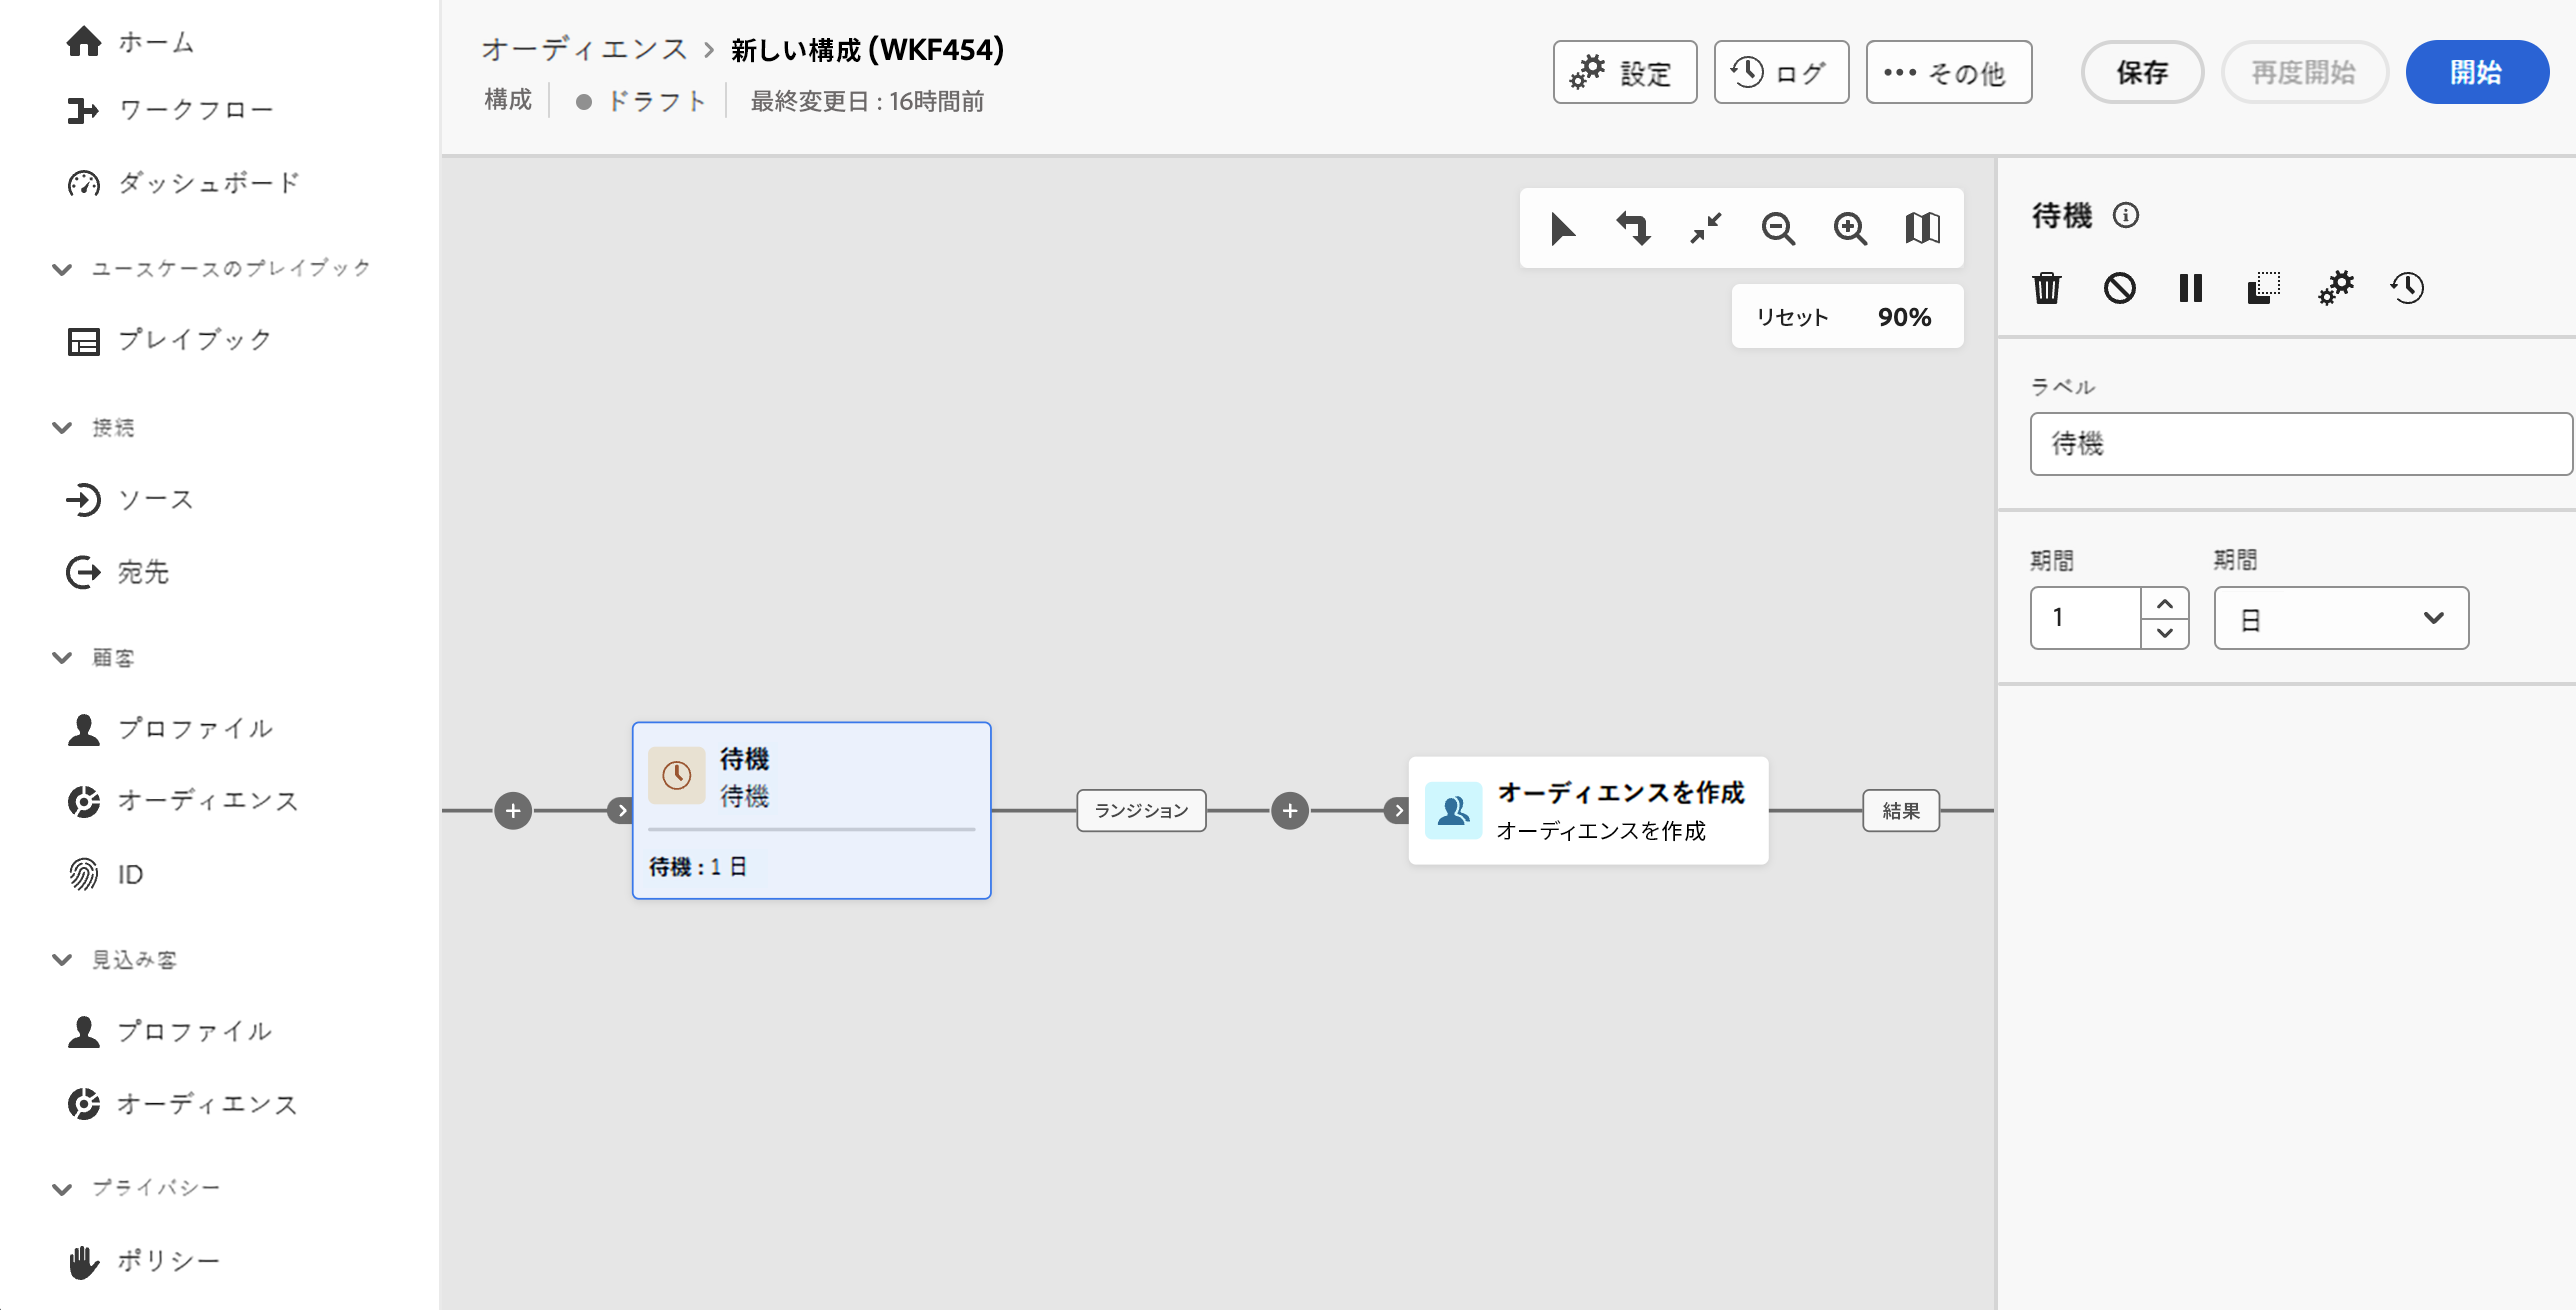 ホーム
ワークフロー
ダッシュボード
ユースケースのプレイブック
プレイブック
接続
ソース
宛先
顧客
プロファイル
オーディエンス
ID
見込み客
プロファイル
オーディエンス
プライバシー
ポリシー
オーディエンス > 新しい構成 (WKF454)
構成 ドラフト 最終変更日 : 16時間前
設定 ログ その他 保存 再度開始 開始
リセット 90%
待機
待機
待機 : 1 日
ランジション
オーディエンスを作成
オーディエンスを作成
結果
待機
ラベル
待機
期間 期間
1 日